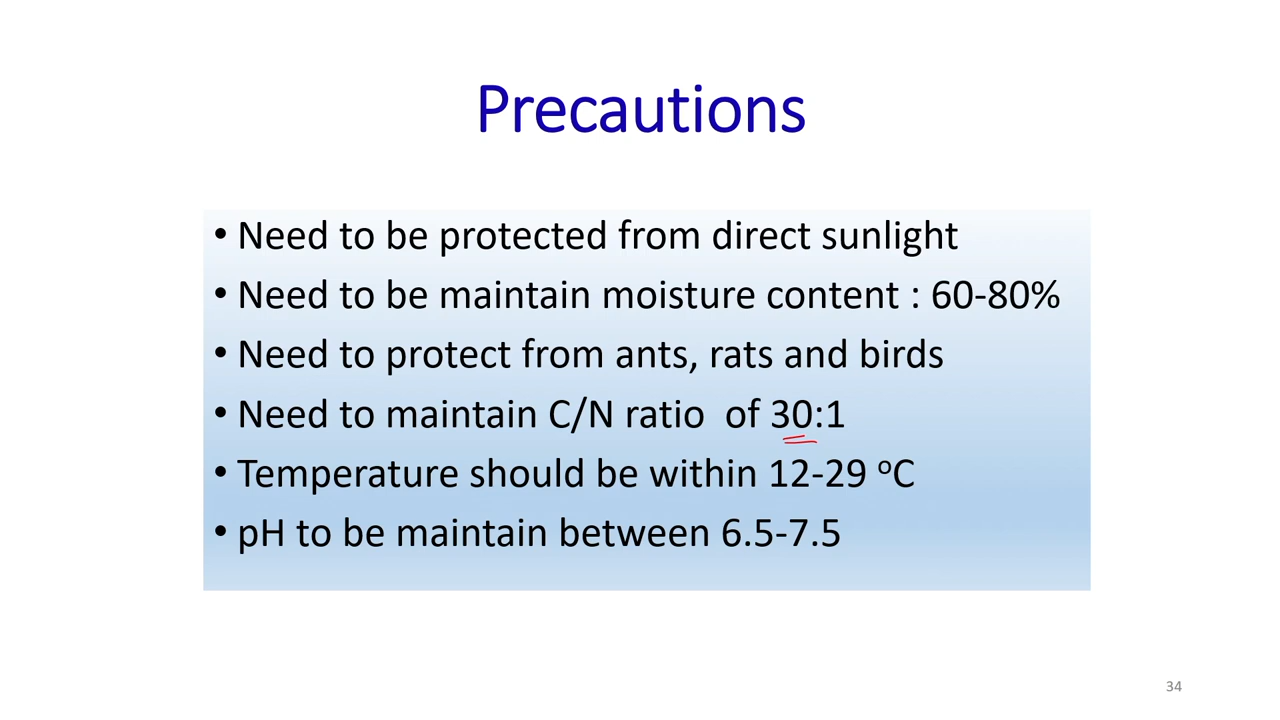 Precautions
• Need to be protected from direct sunlight
• Need to be maintain moisture content : 60-80%
• Need to protect from ants, rats and birds
• Need to maintain C/N ratio of 30:1
• Temperature should be within 12-29 ᵒC
• pH to be maintain between 6.5-7.5
34